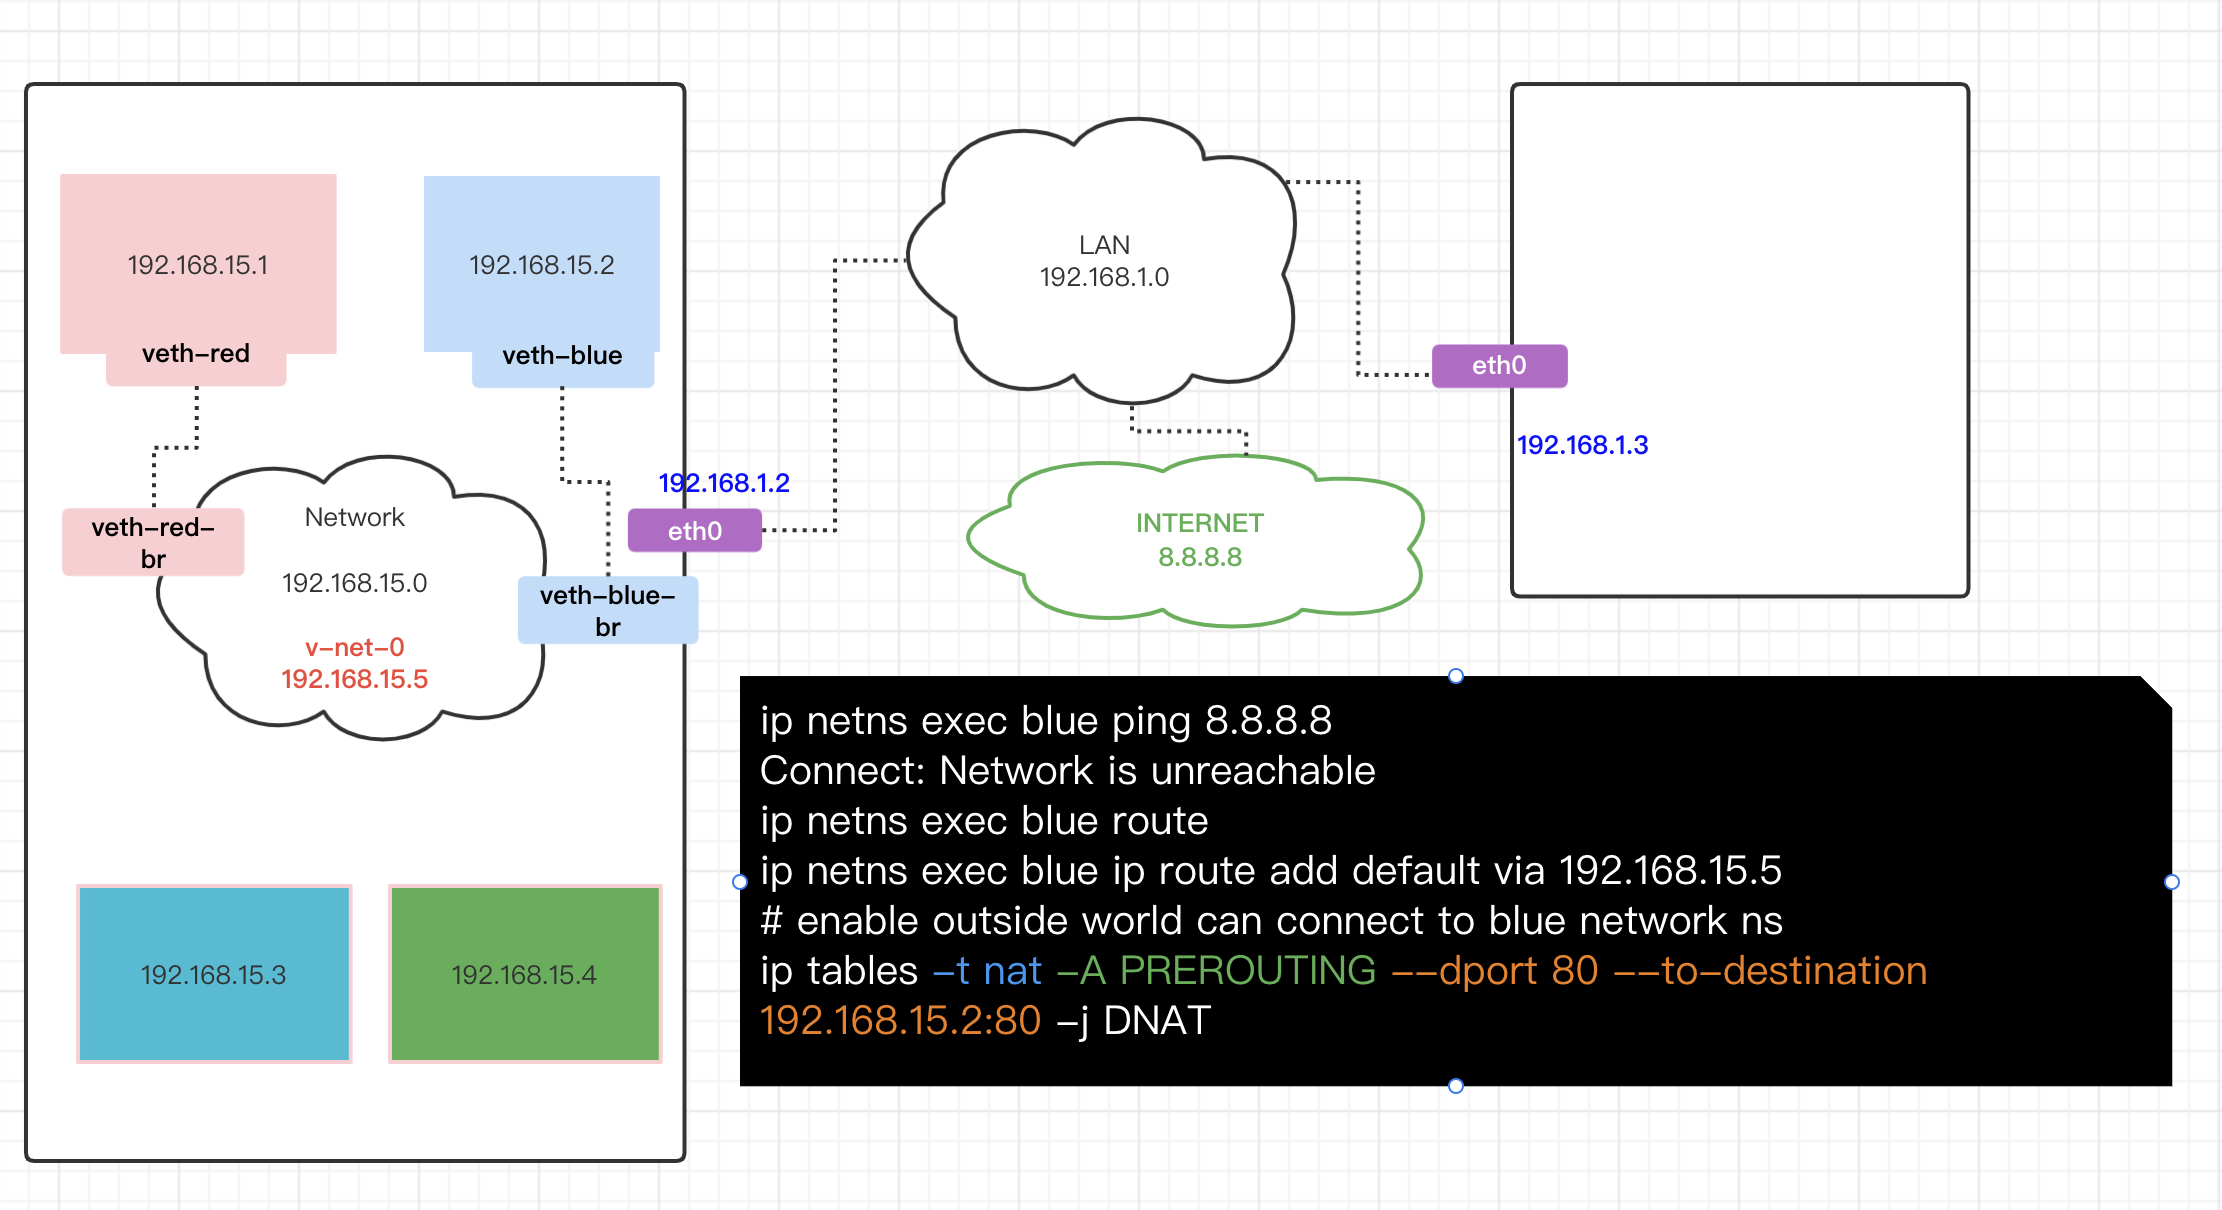 192.168.15.1
192.168.15.2
veth-red
veth-blue
veth-red-
br
Network
192.168.15.0
v-net-0
192.168.15.5
veth-blue-
br
192.168.1.2
eth0
LAN
192.168.1.0
INTERNET
8.8.8.8
eth0
192.168.1.3
192.168.15.3
192.168.15.4
ip netns exec blue ping 8.8.8.8
Connect: Network is unreachable
ip netns exec blue route
ip netns exec blue ip route add default via 192.168.15.5
# enable outside world can connect to blue network ns
ip tables -t nat -A PREROUTING --dport 80 --to-destination
192.168.15.2:80 -j DNAT